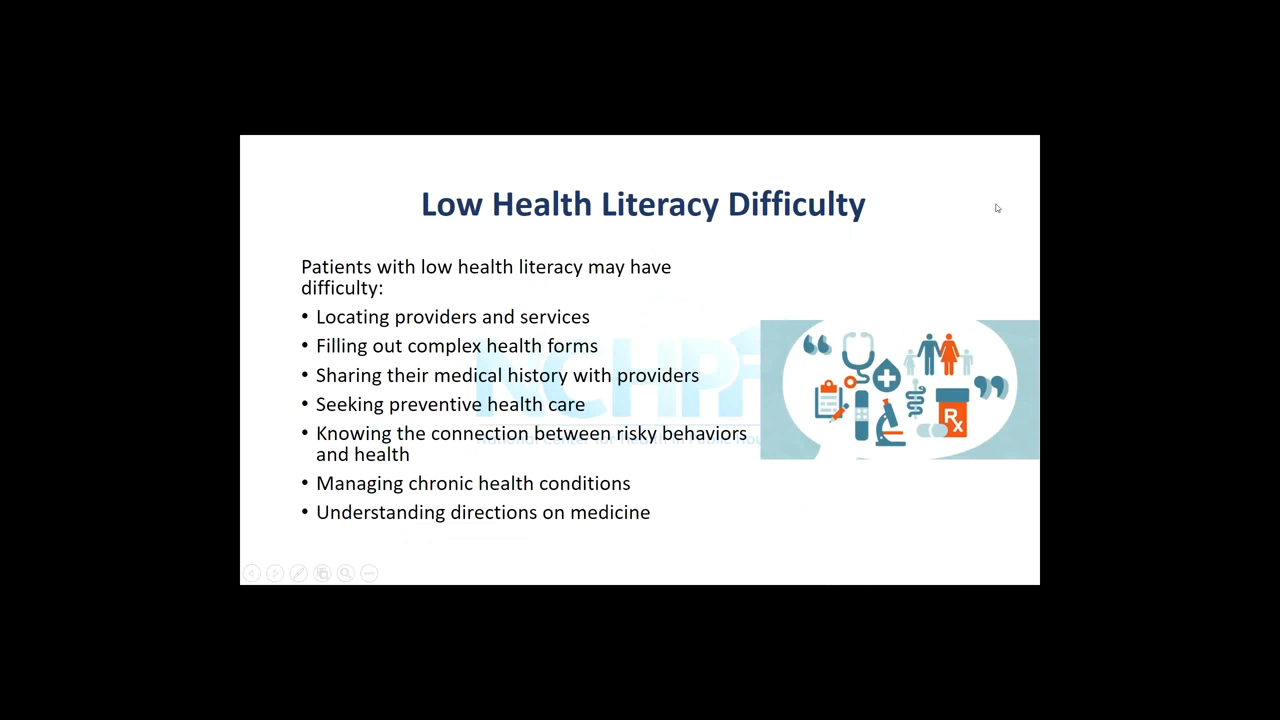 Low Health Literacy Difficulty
Patients with low health literacy may have
difficulty:
• Locating providers and services
• Filling out complex health forms
• Sharing their medical history with providers
• Seeking preventive health care
• Knowing the connection between risky behaviors
and health
• Managing chronic health conditions
• Understanding directions on medicine
NCHPH
Rx